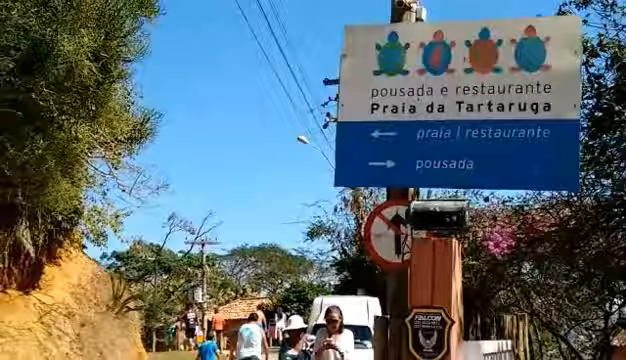 pousada e restaurante
Praia da Tartaruga
praia | restaurante
pousada
FALCON